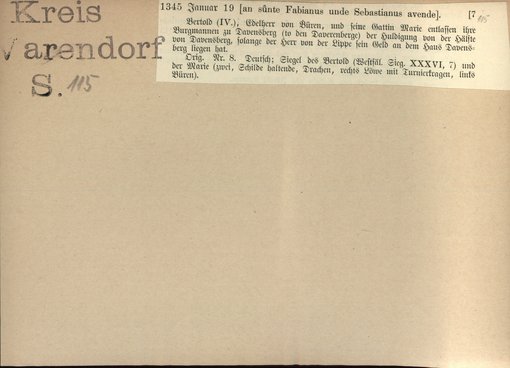 Kreis
Warendorf
S. 115
1345 Januar 19 [an sûnte Fabianus unde Sebastianus avende]. [7
115
Bertold (IV.), Edelherr von Büren, und seine Gattin Marie entlassen ihre
Burgmannen zu Davensberg (to den Daverenberge) der Huldigung von der Hälfte
von Davensberg, solange der Herr von der Lippe sein Geld an dem Haus Davens-
berg liegen hat.
Orig. Nr. 8. Deutsch; Siegel des Bertold (Westfäl. Sieg. XXXVI, 7) und
der Marie (zwei, Schilde haltende, Drachen, rechts Löwe mit Turnierkragen, links
Büren).